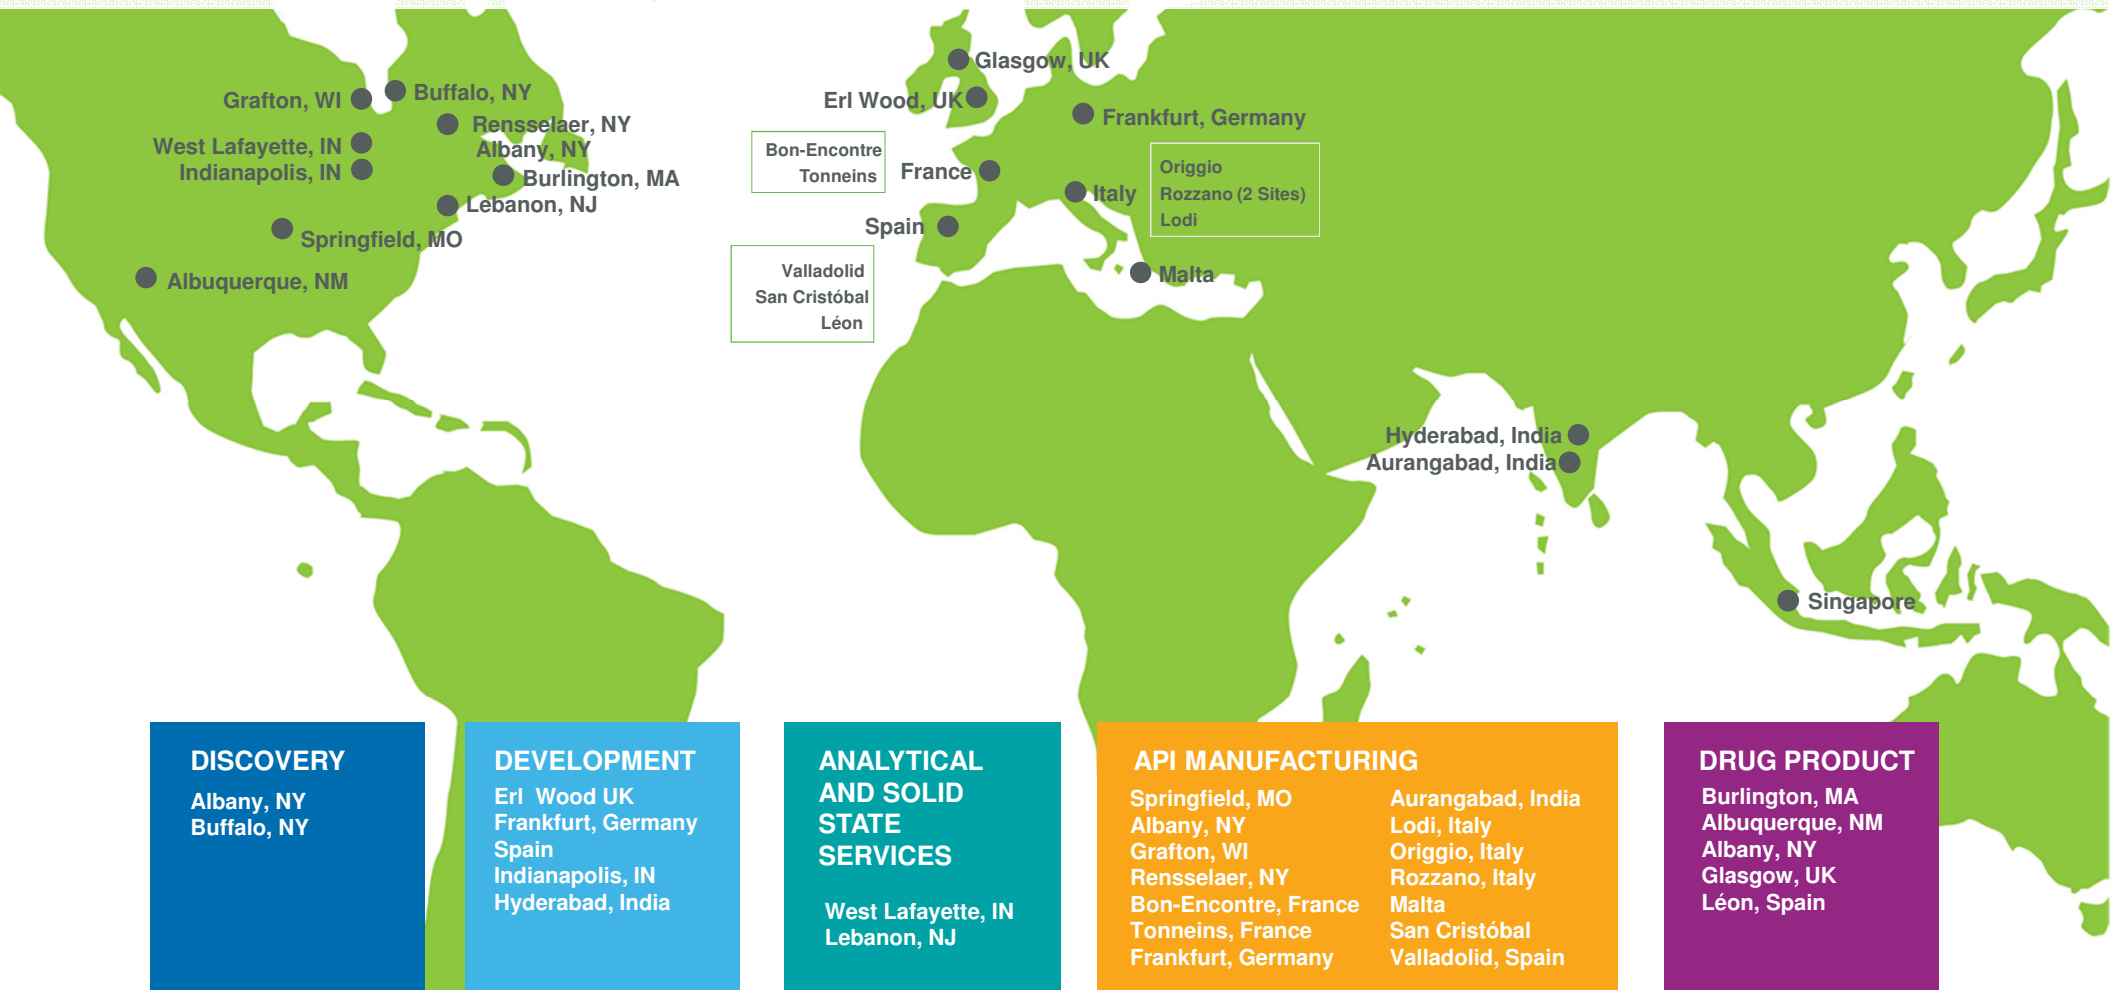 Glasgow, UK
Grafton, WI
Buffalo, NY
Erl Wood, UK
Frankfurt, Germany
Rensselaer, NY
Albany, NY
West Lafayette, IN
Indianapolis, IN
Burlington, MA
Lebanon, NJ
Springfield, MO
Albuquerque, NM
Bon-Encontre
Tonneins
France
Italy
Origgio
Rozzano (2 Sites)
Lodi
Spain
Valladolid
San Cristóbal
Léon
Malta
Hyderabad, India
Aurangabad, India
Singapore
DISCOVERY
Albany, NY
Buffalo, NY
DEVELOPMENT
Erl Wood UK
Frankfurt, Germany
Spain
Indianapolis, IN
Hyderabad, India
ANALYTICAL
AND SOLID
STATE
SERVICES
West Lafayette, IN
Lebanon, NJ
API MANUFACTURING
Springfield, MO
Albany, NY
Grafton, WI
Rensselaer, NY
Bon-Encontre, France
Tonneins, France
Frankfurt, Germany
Aurangabad, India
Lodi, Italy
Origgio, Italy
Rozzano, Italy
Malta
San Cristóbal
Valladolid, Spain
DRUG PRODUCT
Burlington, MA
Albuquerque, NM
Albany, NY
Glasgow, UK
Léon, Spain